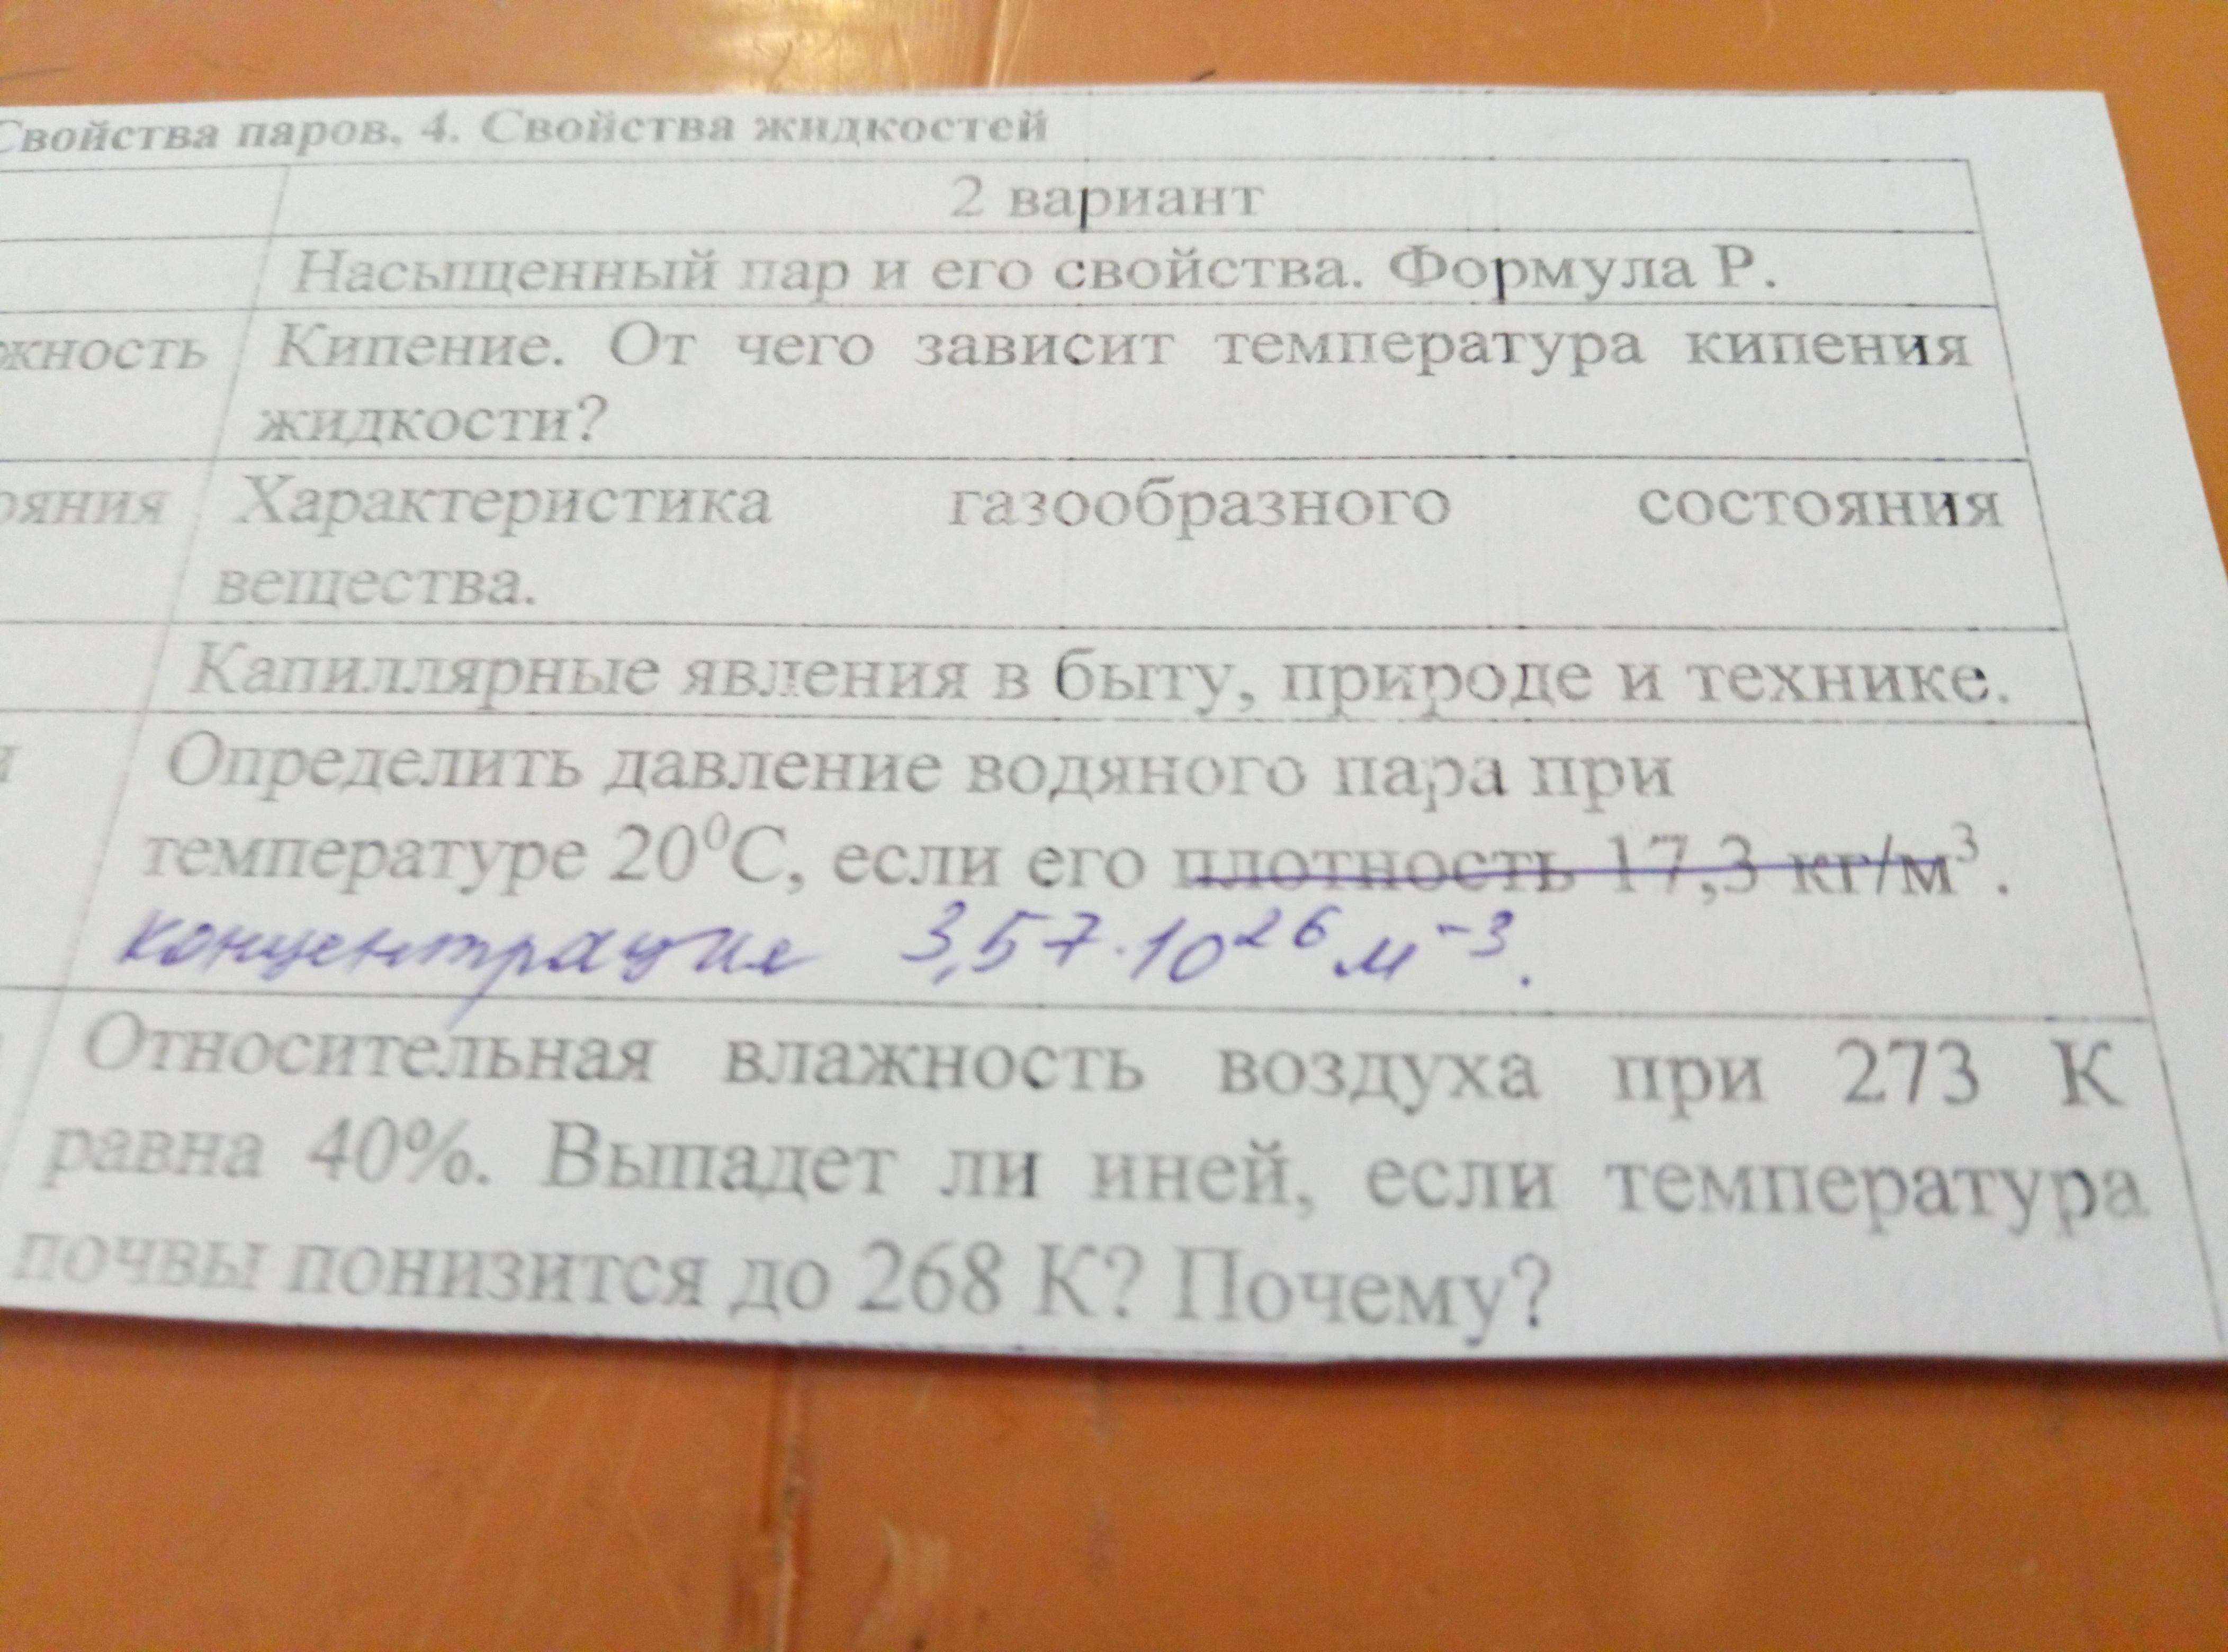 Свойства паров, 4. Свойства жидкостей
2 вариант
Насыщенный пар и его свойства. Формула Р.
жность
Кипение. От чего зависит температура кипения
жидкости?
ояния
Характеристика газообразного состояния
вещества.
Капиллярные явления в быту, природе и технике.
и
Определить давление водяного пара при
температуре 20⁰С, если его плотность 17,3 кг/м³.
концентрация 3,57·10²⁶ м⁻³.
Относительная влажность воздуха при 273 К
равна 40%. Выпадет ли иней, если температура
почвы понизится до 268 К? Почему?